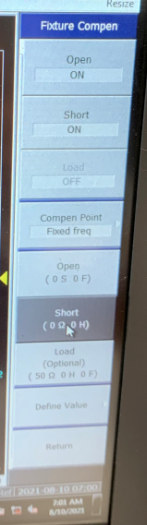 Resize
Fixture Compen
Open
ON
Short
ON
Load
OFF
Compen Point
Fixed freq
Open
( 0 S 0 F)
Short
( 0 Ω 0 H)
Load
(Optional)
( 50 Ω 0 H 0 F)
Define Value
Return
2021-08-10 07:00
7:01 AM
8/10/2021